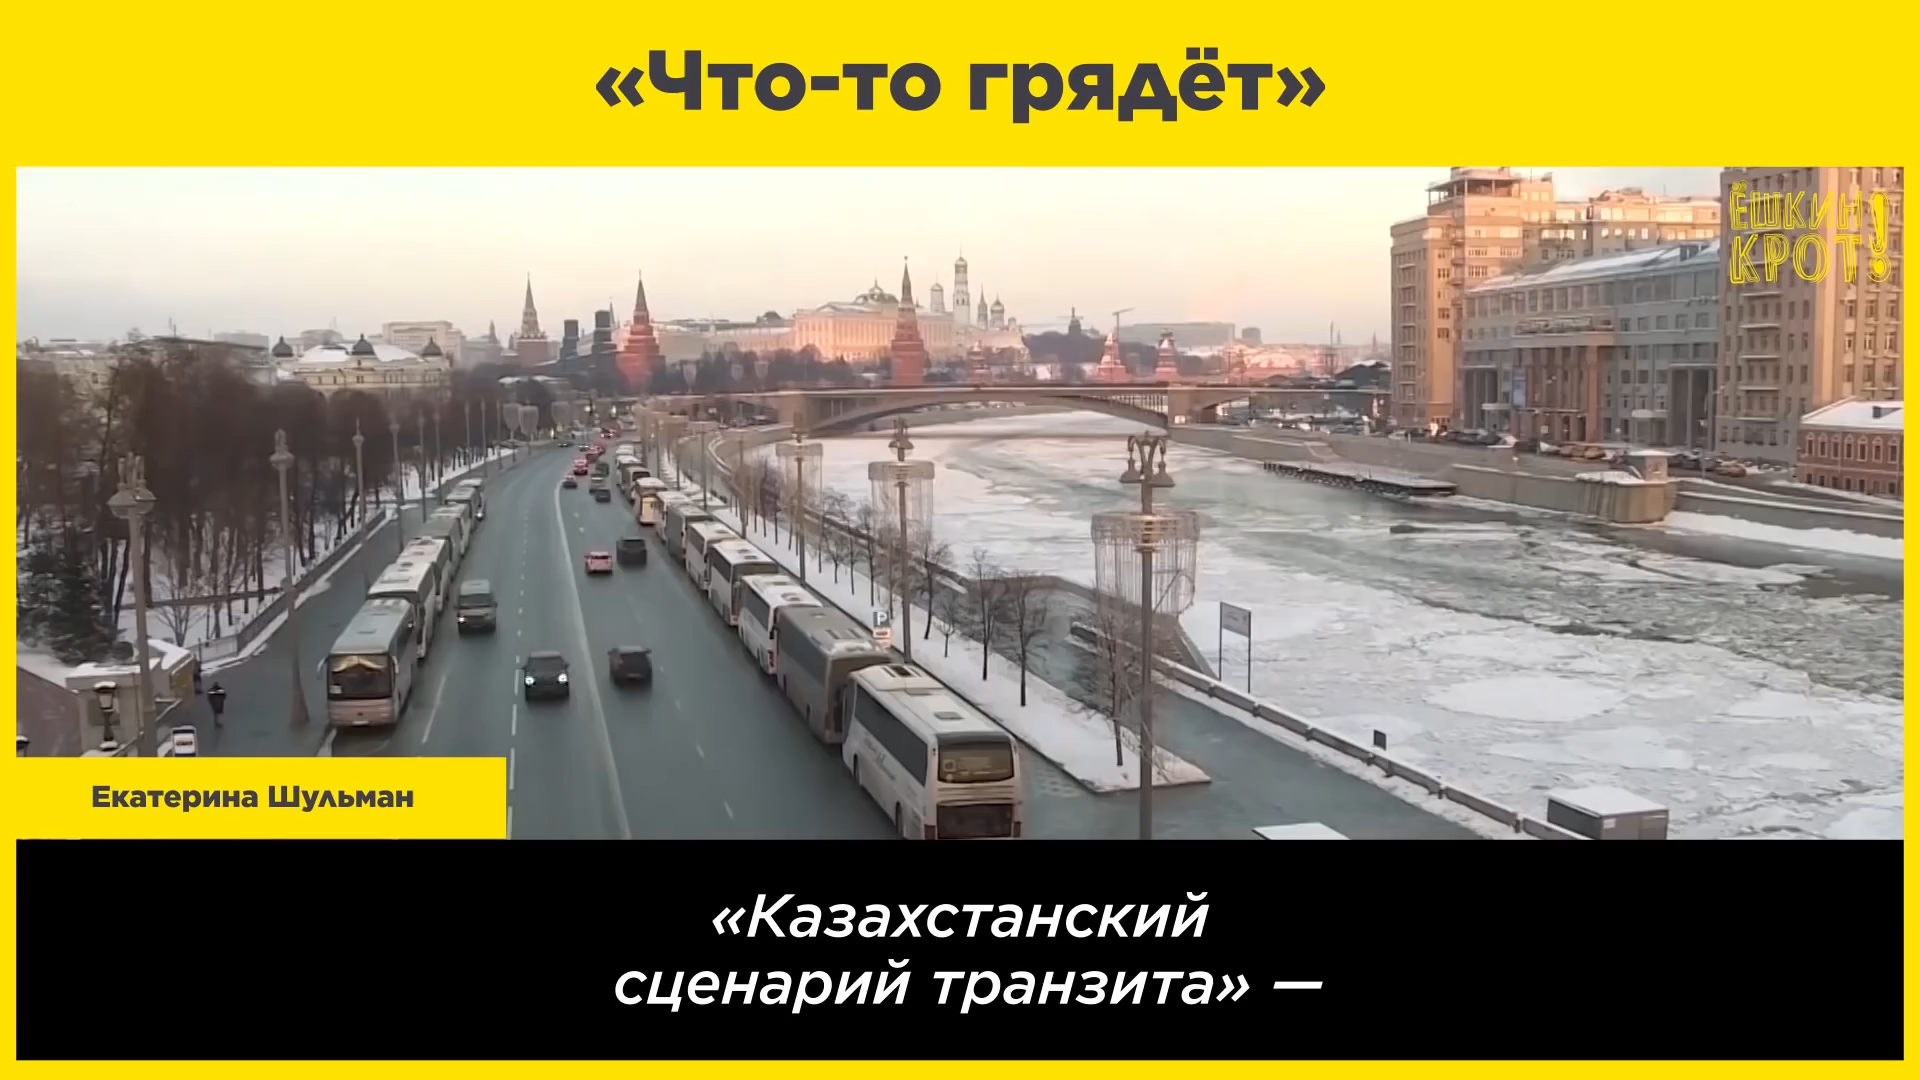 «Что-то грядёт»
ЁШКИН
КРОТ!
P
Екатерина Шульман
«Казахстанский
сценарий транзита» —